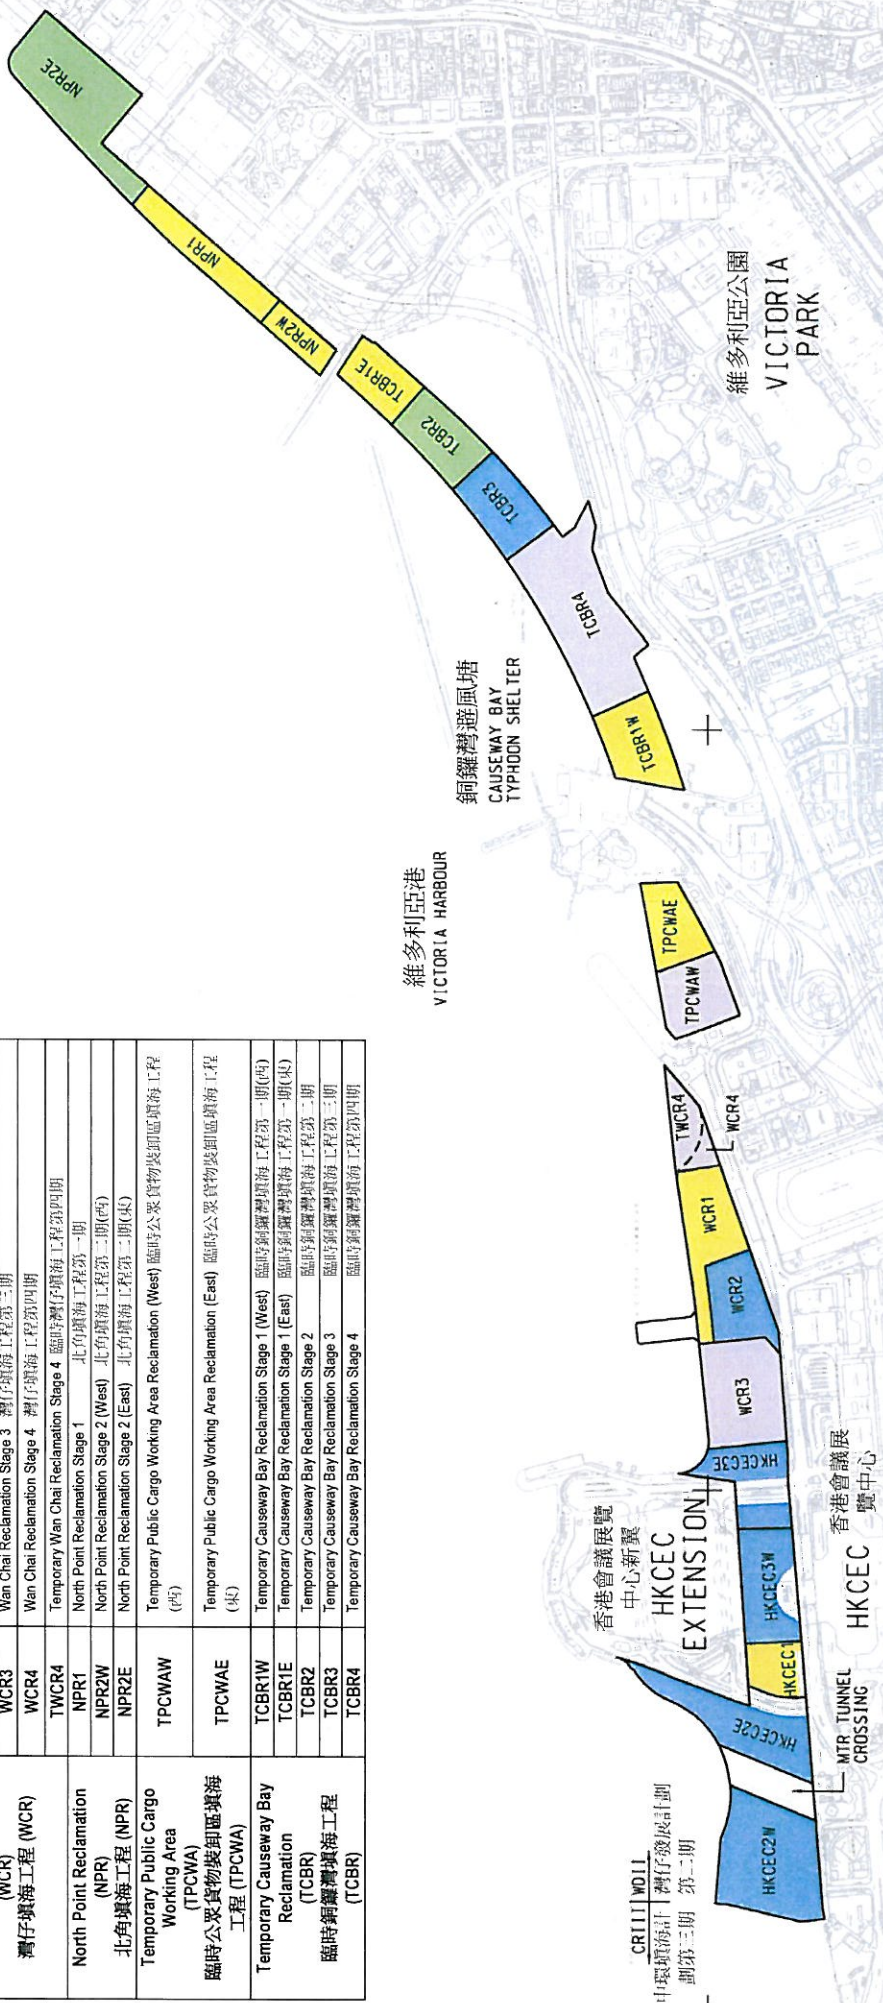 WCR3 Wan Chai Reclamation Stage 3 灣仔填海工程第三期
(WCR)
灣仔填海工程 (WCR)
WCR4 Wan Chai Reclamation Stage 4 灣仔填海工程第四期
TWCR4 Temporary Wan Chai Reclamation Stage 4 臨時灣仔填海工程第四期
North Point Reclamation
(NPR)
北角填海工程 (NPR)
NPR1 North Point Reclamation Stage 1 北角填海工程第一期
NPR2W North Point Reclamation Stage 2 (West) 北角填海工程第二期(西)
NPR2E North Point Reclamation Stage 2 (East) 北角填海工程第二期(東)
Temporary Public Cargo
Working Area
(TPCWA)
臨時公眾貨物裝卸區填海
工程 (TPCWA)
TPCWAW Temporary Public Cargo Working Area Reclamation (West) 臨時公眾貨物裝卸區填海工程
(西)
TPCWAE Temporary Public Cargo Working Area Reclamation (East) 臨時公眾貨物裝卸區填海工程
(東)
Temporary Causeway Bay
Reclamation
(TCBR)
臨時銅鑼灣填海工程
(TCBR)
TCBR1W Temporary Causeway Bay Reclamation Stage 1 (West) 臨時銅鑼灣填海工程第一期(西)
TCBR1E Temporary Causeway Bay Reclamation Stage 1 (East) 臨時銅鑼灣填海工程第一期(東)
TCBR2 Temporary Causeway Bay Reclamation Stage 2 臨時銅鑼灣填海工程第二期
TCBR3 Temporary Causeway Bay Reclamation Stage 3 臨時銅鑼灣填海工程第三期
TCBR4 Temporary Causeway Bay Reclamation Stage 4 臨時銅鑼灣填海工程第四期
維多利亞港
VICTORIA HARBOUR
銅鑼灣避風塘
CAUSEWAY BAY
TYPHOON SHELTER
維多利亞公園
VICTORIA
PARK
香港會議展覽
中心新翼
HKCEC
EXTENSION
CRIII WDII
中環填海計 灣仔發展計劃
劃第三期 第二期
HKCEC2W
HKCEC2E
HKCEC1
HKCEC3W
HKCEC3E
WCR3
WCR2
WCR1
TWCR4
WCR4
TPCWAW
TPCWAE
TCBR1W
TCBR4
TCBR3
TCBR2
TCBR1E
NPR2W
NPR1
NPR2E
MTR TUNNEL
CROSSING
HKCEC
香港會議展
覽中心